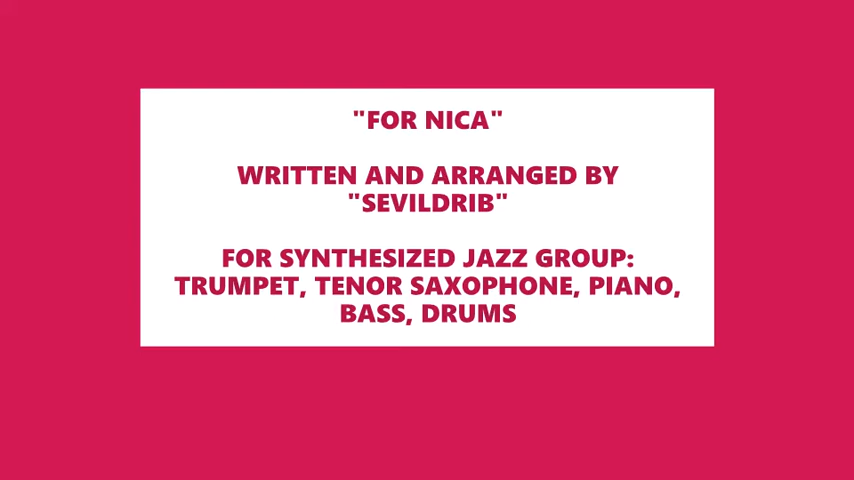 "FOR NICA"
WRITTEN AND ARRANGED BY
"SEVILDRIB"
FOR SYNTHESIZED JAZZ GROUP:
TRUMPET, TENOR SAXOPHONE, PIANO,
BASS, DRUMS